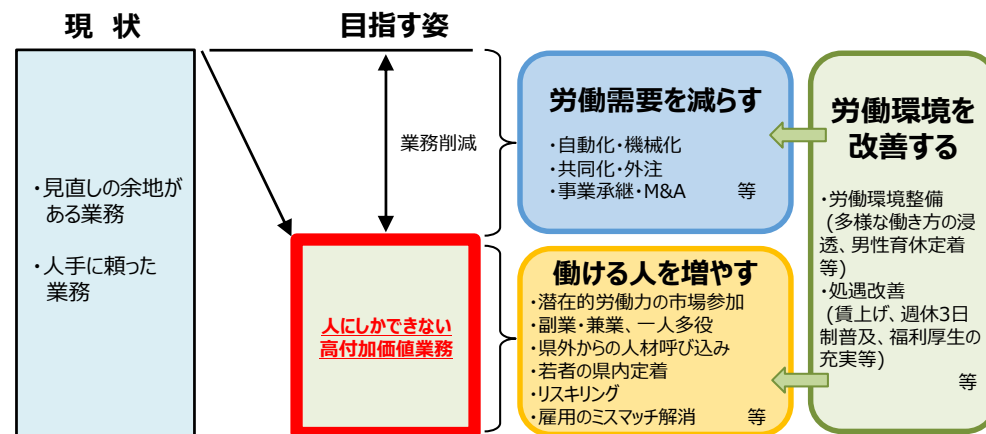 現 状
目指す姿
・見直しの余地が
ある業務
・人手に頼った
業務
業務削減
人にしかできない
高付加価値業務
労働需要を減らす
・自動化・機械化
・共同化・外注
・事業承継・M&A 等
働ける人を増やす
・潜在的労働力の市場参加
・副業・兼業、一人多役
・県外からの人材呼び込み
・若者の県内定着
・リスキリング
・雇用のミスマッチ解消 等
労働環境を
改善する
・労働環境整備
(多様な働き方の浸
透、男性育休定着
等)
・処遇改善
(賃上げ、週休3日
制普及、福利厚生の
充実等)
等